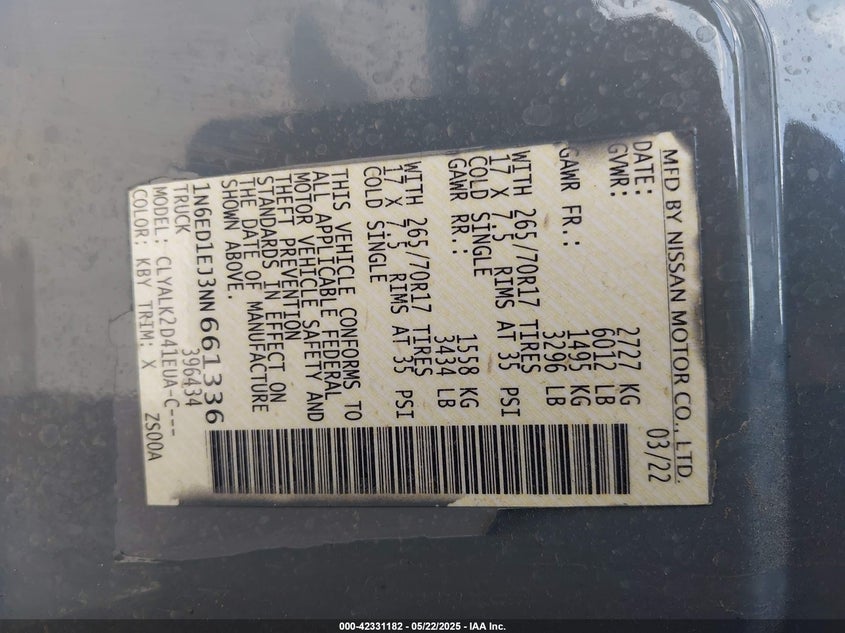 MFD BY NISSAN MOTOR CO., LTD.
DATE: 03/22
GVWR: 2727 KG
6012 LB
GAWR FR.: 1495 KG
3296 LB
WITH 265/70R17 TIRES
17 X 7.5 RIMS AT 35 PSI
COLD SINGLE
GAWR RR.: 1558 KG
3434 LB
WITH 265/70R17 TIRES
17 X 7.5 RIMS AT 35 PSI
COLD SINGLE
THIS VEHICLE CONFORMS TO
ALL APPLICABLE FEDERAL
MOTOR VEHICLE SAFETY AND
THEFT PREVENTION
STANDARDS IN EFFECT ON
THE DATE OF MANUFACTURE
SHOWN ABOVE.
1N6ED1EJ3NN661336
TRUCK 396434
MODEL: CLYALK2D41EUA-C---
COLOR: KBY TRIM: X ZS00A
000-42331182 - 05/22/2025 - IAA Inc.